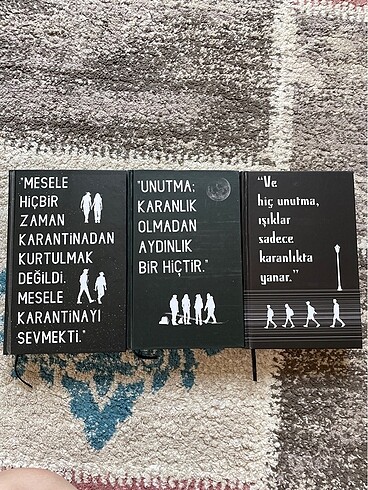 "MESELE
HİÇBİR
ZAMAN
KARANTİNADAN
KURTULMAK
DEĞİLDİ.
MESELE
KARANTİNAYI
SEVMEKTİ."
"UNUTMA;
KARANLIK
OLMADAN
AYDINLIK
BİR HİÇTİR."
"Ve
hiç unutma,
ışıklar
sadece
karanlıkta
yanar."